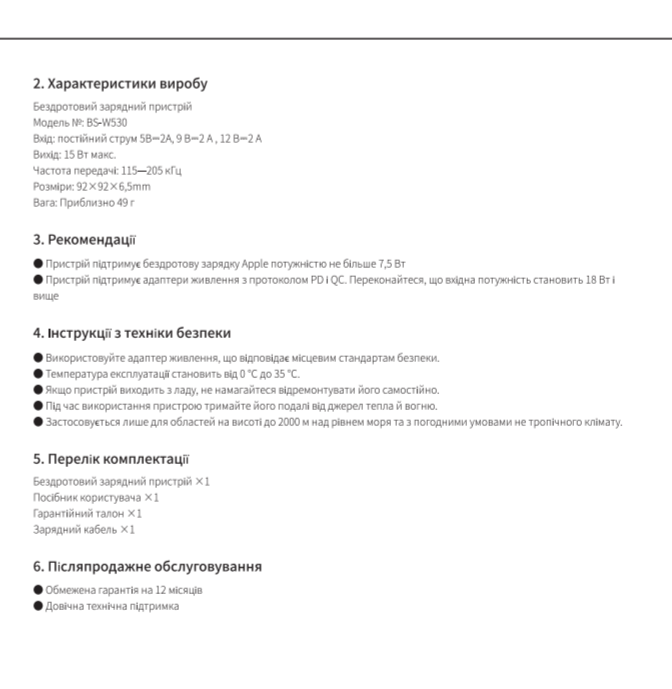 2. Характеристики виробу
Бездротовий зарядний пристрій
Модель №: BS-W530
Вхід: постійний струм 5В⎓2A, 9 В⎓2 А , 12 В⎓2 А
Вихід: 15 Вт макс.
Частота передачі: 115—205 кГц
Розміри: 92×92×6,5mm
Вага: Приблизно 49 г
3. Рекомендації
● Пристрій підтримує бездротову зарядку Apple потужністю не більше 7,5 Вт
● Пристрій підтримує адаптери живлення з протоколом PD і QC. Переконайтеся, що вхідна потужність становить 18 Вт і
вище
4. Інструкції з техніки безпеки
● Використовуйте адаптер живлення, що відповідає місцевим стандартам безпеки.
● Температура експлуатації становить від 0 °C до 35 °C.
● Якщо пристрій виходить з ладу, не намагайтеся відремонтувати його самостійно.
● Під час використання пристрою тримайте його подалі від джерел тепла й вогню.
● Застосовується лише для областей на висоті до 2000 м над рівнем моря та з погодними умовами не тропічного клімату.
5. Перелік комплектації
Бездротовий зарядний пристрій ×1
Посібник користувача ×1
Гарантійний талон ×1
Зарядний кабель ×1
6. Післяпродажне обслуговування
● Обмежена гарантія на 12 місяців
● Довічна технічна підтримка